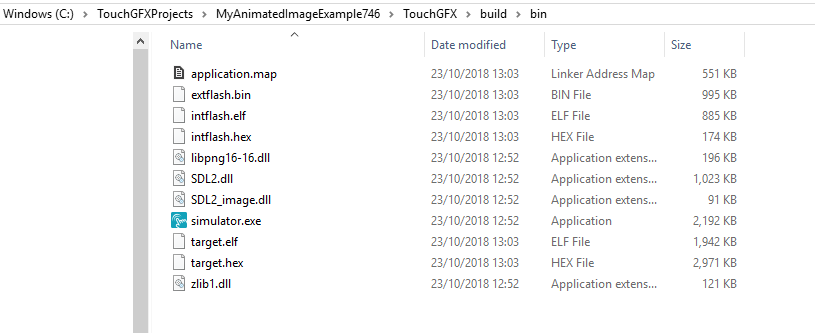 Windows (C:) > TouchGFXProjects > MyAnimatedImageExample746 > TouchGFX > build > bin
Name Date modified Type Size
application.map 23/10/2018 13:03 Linker Address Map 551 KB
extflash.bin 23/10/2018 13:03 BIN File 995 KB
intflash.elf 23/10/2018 13:03 ELF File 885 KB
intflash.hex 23/10/2018 13:03 HEX File 174 KB
libpng16-16.dll 23/10/2018 12:52 Application extens... 196 KB
SDL2.dll 23/10/2018 12:52 Application extens... 1,023 KB
SDL2_image.dll 23/10/2018 12:52 Application extens... 91 KB
simulator.exe 23/10/2018 12:52 Application 2,192 KB
target.elf 23/10/2018 13:03 ELF File 1,942 KB
target.hex 23/10/2018 13:03 HEX File 2,971 KB
zlib1.dll 23/10/2018 12:52 Application extens... 121 KB